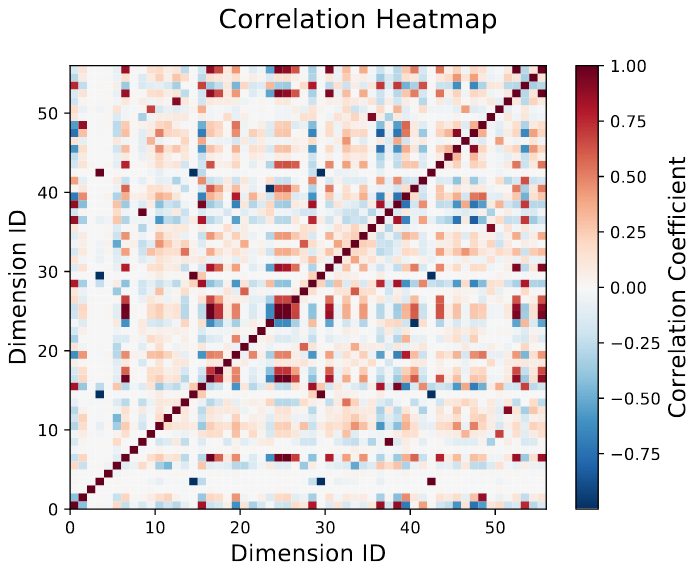 Correlation Heatmap
50
40
30
20
10
0
Dimension ID
0 10 20 30 40 50
Dimension ID
1.00
0.75
0.50
0.25
0.00
−0.25
−0.50
−0.75
Correlation Coefficient